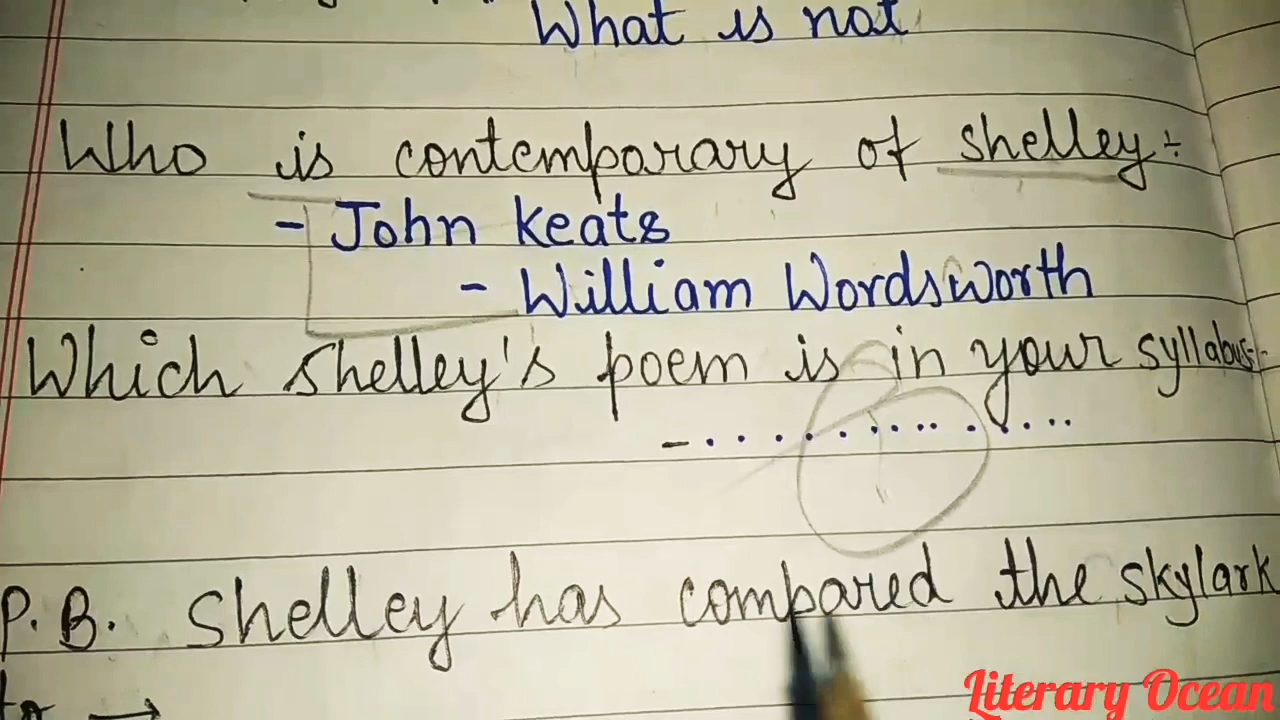 What is not
Who is contemporary of shelley:-
- John Keats
- William Wordsworth
Which shelley's poem is in your syllabus:-
- . . . . . . . . . . . . .
P. B. shelley has compared the skylark
to →
Literary Ocean